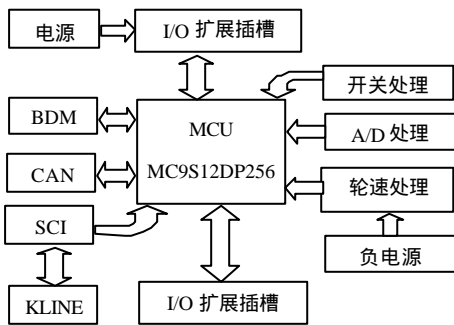 电源
I/O 扩展插槽
开关处理
BDM
MCU
MC9S12DP256
A/D 处理
CAN
轮速处理
SCI
负电源
KLINE
I/O 扩展插槽